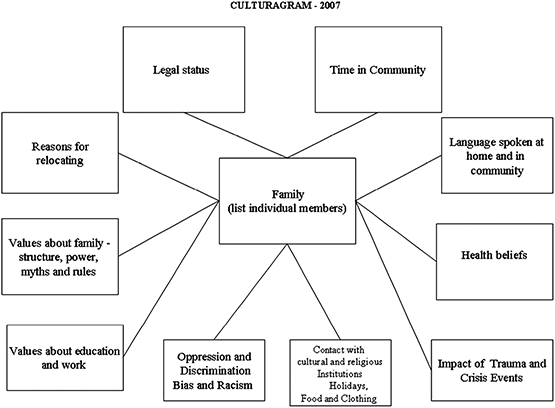 CULTURAGRAM - 2007
Legal status
Time in Community
Reasons for
relocating
Language spoken at
home and in
community
Family
(list individual members)
Values about family -
structure, power,
myths and rules
Health beliefs
Values about education
and work
Oppression and
Discrimination
Bias and Racism
Contact with
cultural and religious
Institutions
Holidays,
Food and Clothing
Impact of Trauma and
Crisis Events